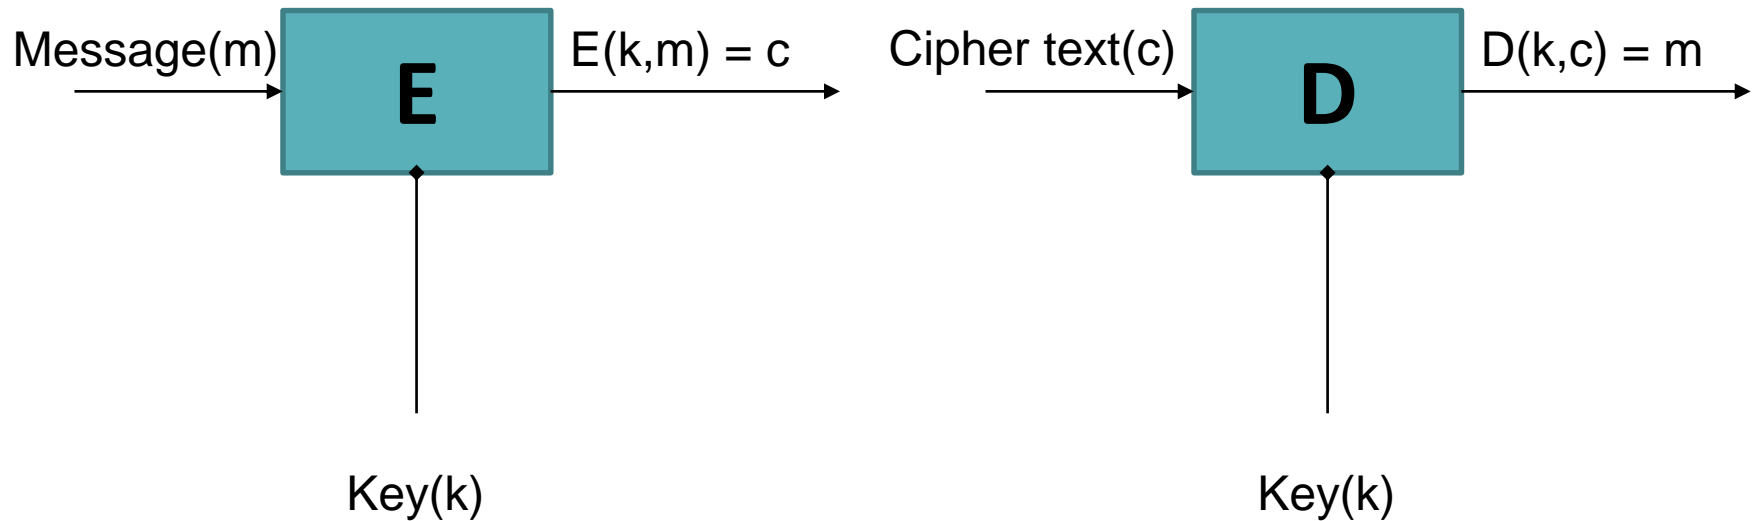 Message(m)
E
E(k,m) = c
Key(k)
Cipher text(c)
D
D(k,c) = m
Key(k)